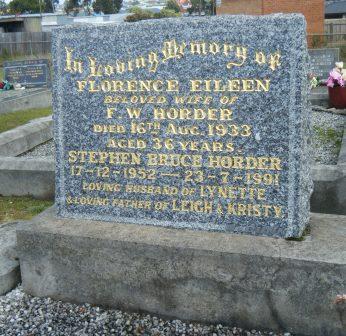 In Loving Memory of
FLORENCE EILEEN
BELOVED WIFE OF
F. W. HORDER
DIED 16TH AUG. 1933
AGED 36 YEARS.
STEPHEN BRUCE HORDER
17-12-1952 — 23-7-1991
LOVING HUSBAND OF LYNETTE
& LOVING FATHER OF LEIGH & KRISTY.